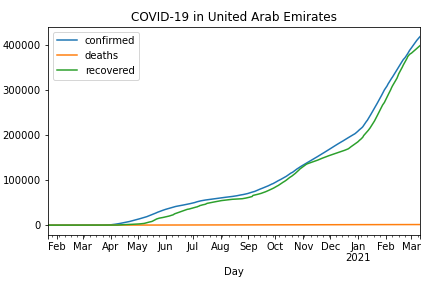 COVID-19 in United Arab Emirates
confirmed
deaths
recovered
400000
300000
200000
100000
0
Feb Mar Apr May Jun Jul Aug Sep Oct Nov Dec Jan Feb Mar
2021
Day